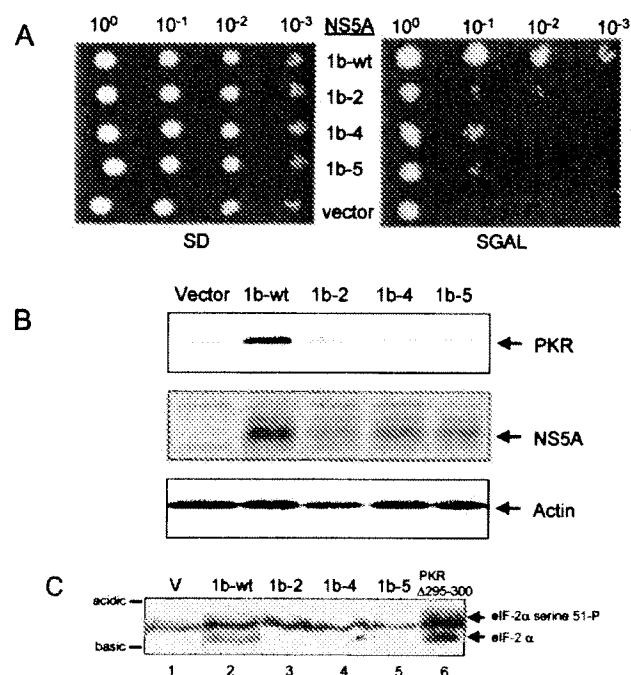 A
10⁰ 10⁻¹ 10⁻² 10⁻³ NS5A 10⁰ 10⁻¹ 10⁻² 10⁻³
1b-wt
1b-2
1b-4
1b-5
vector
SD SGAL
B
Vector 1b-wt 1b-2 1b-4 1b-5
PKR
NS5A
Actin
C
V 1b-wt 1b-2 1b-4 1b-5 PKR Δ295-300
acidic
eIF-2α serine 51-P
eIF-2 α
basic
1 2 3 4 5 6